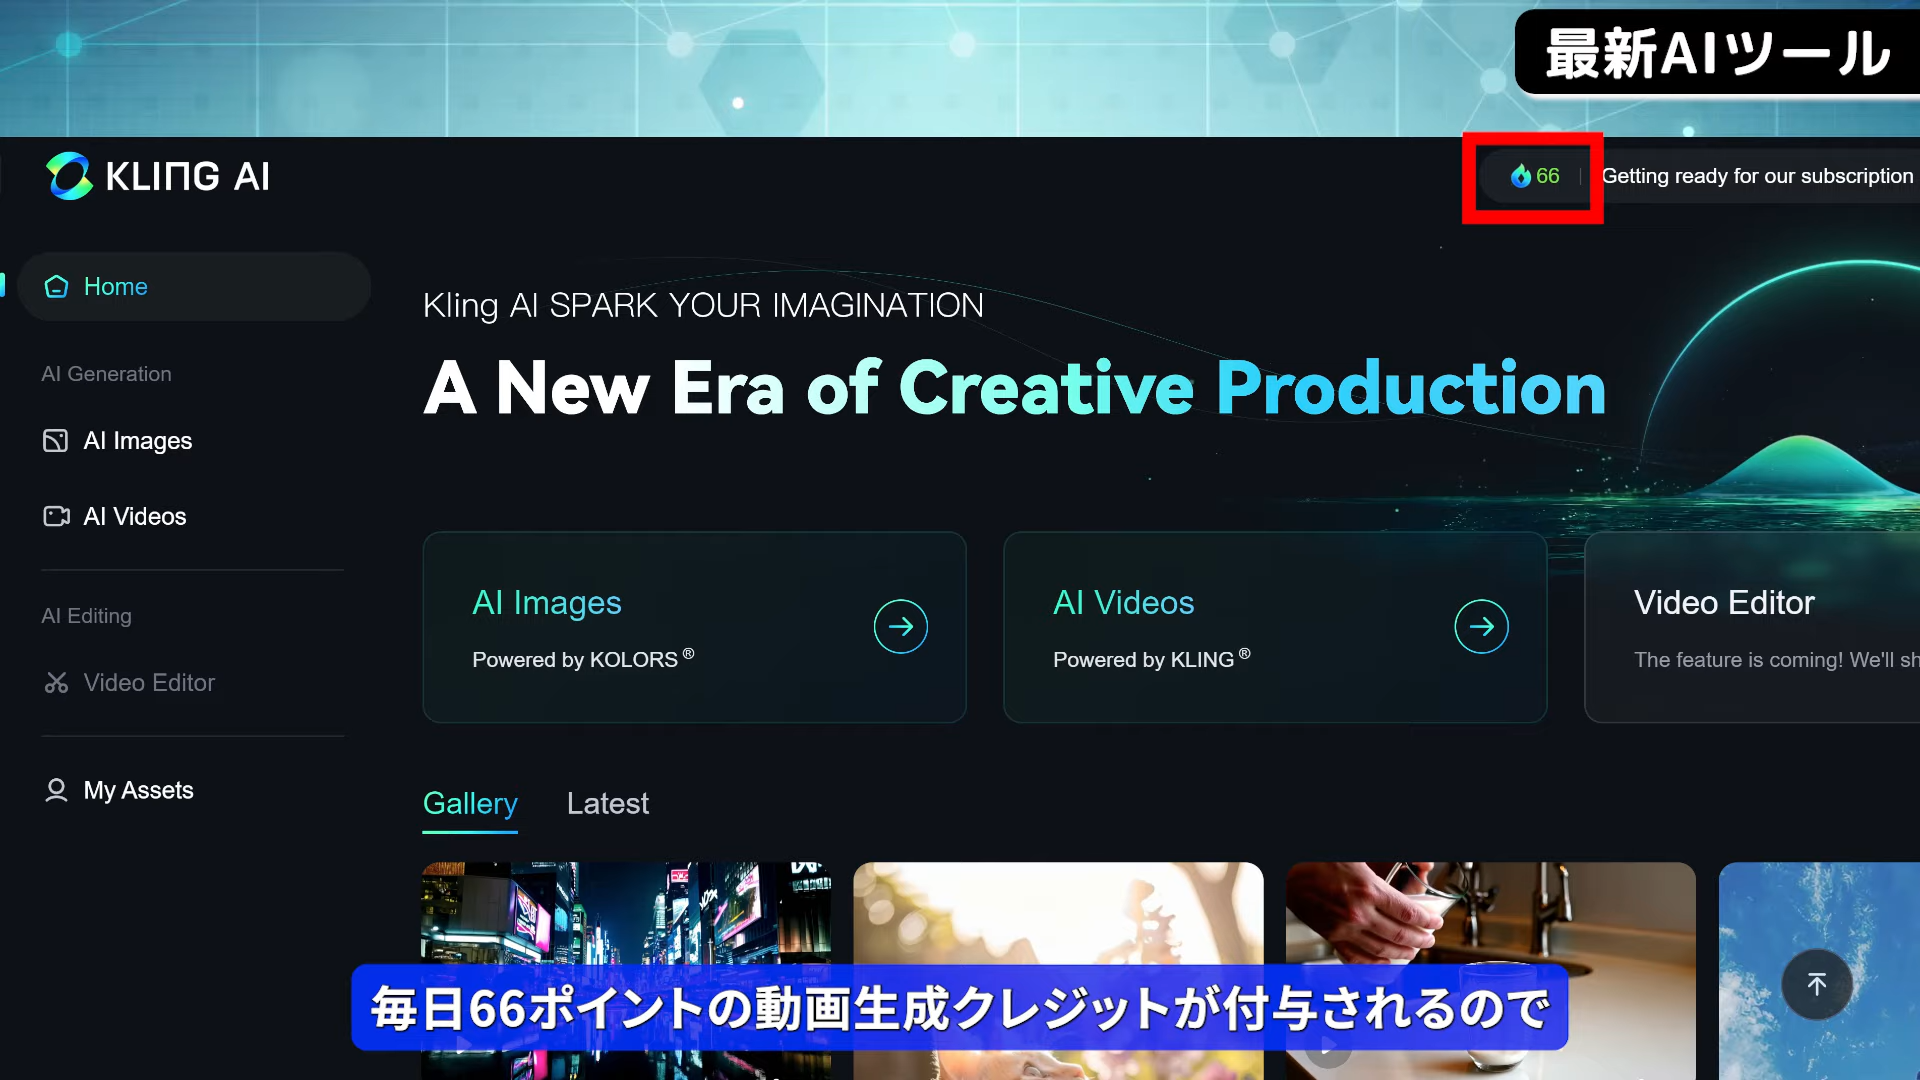 最新AIツール
KLING AI
66
Getting ready for our subscription
Home
Kling AI SPARK YOUR IMAGINATION
A New Era of Creative Production
AI Generation
AI Images
AI Videos
AI Editing
Video Editor
My Assets
AI Images
Powered by KOLORS ®
AI Videos
Powered by KLING ®
Video Editor
The feature is coming! We'll sh
Gallery
Latest
毎日66ポイントの動画生成クレジットが付与されるので